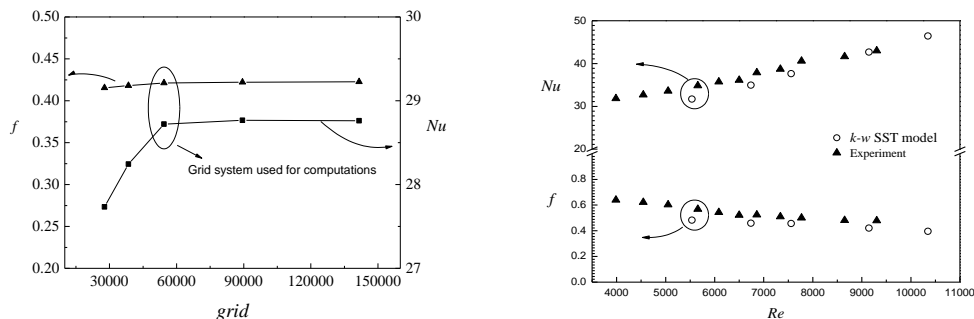 0.50
0.45
0.40
0.35
0.30
0.25
0.20
f
30
29
28
27
Nu
Grid system used for computations
30000 60000 90000 120000 150000
grid
50
40
30
20
Nu
k-w SST model
Experiment
0.8
0.6
0.4
0.2
0.0
f
4000 5000 6000 7000 8000 9000 10000 11000
Re